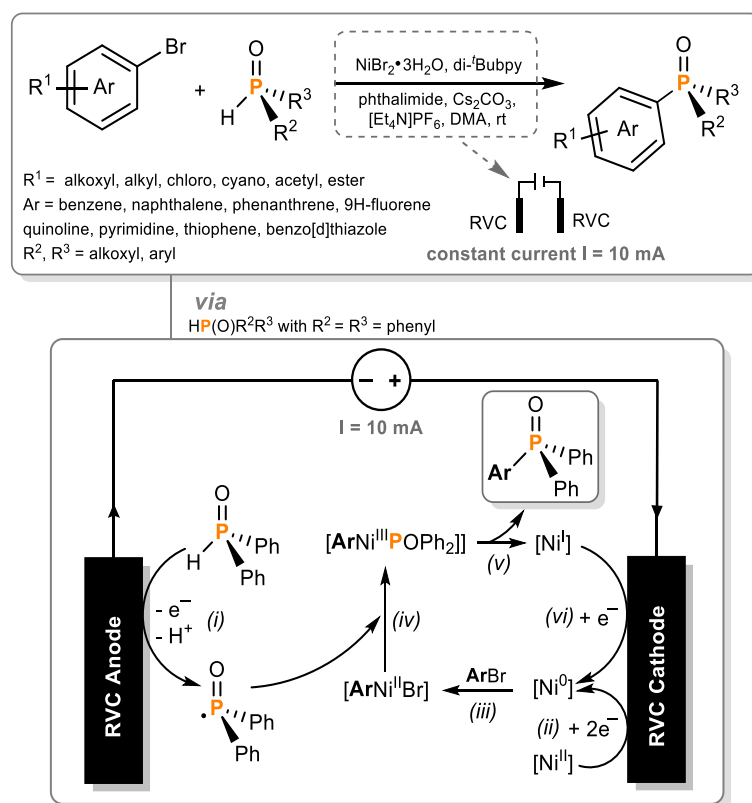 Br
R¹
Ar
+
O
P
H
R³
R²
NiBr₂•3H₂O, di-ᵗBubpy
phthalimide, Cs₂CO₃,
[Et₄N]PF₆, DMA, rt
O
P
R³
R²
R¹
Ar
R¹ = alkoxyl, alkyl, chloro, cyano, acetyl, ester
Ar = benzene, naphthalene, phenanthrene, 9H-fluorene
quinoline, pyrimidine, thiophene, benzo[d]thiazole
R², R³ = alkoxyl, aryl
RVC
RVC
constant current I = 10 mA
via
HP(O)R²R³ with R² = R³ = phenyl
− +
I = 10 mA
O
P
Ar
Ph
Ph
O
P
H
Ph
Ph
[ArNiᴵᴵᴵPOPh₂]]
(v)
[Niᴵ]
RVC Anode
- e⁻
- H⁺
(i)
(iv)
(vi) + e⁻
RVC Cathode
O
•P
Ph
Ph
[ArNiᴵᴵBr]
ArBr
(iii)
[Ni⁰]
(ii) + 2e⁻
[Niᴵᴵ]